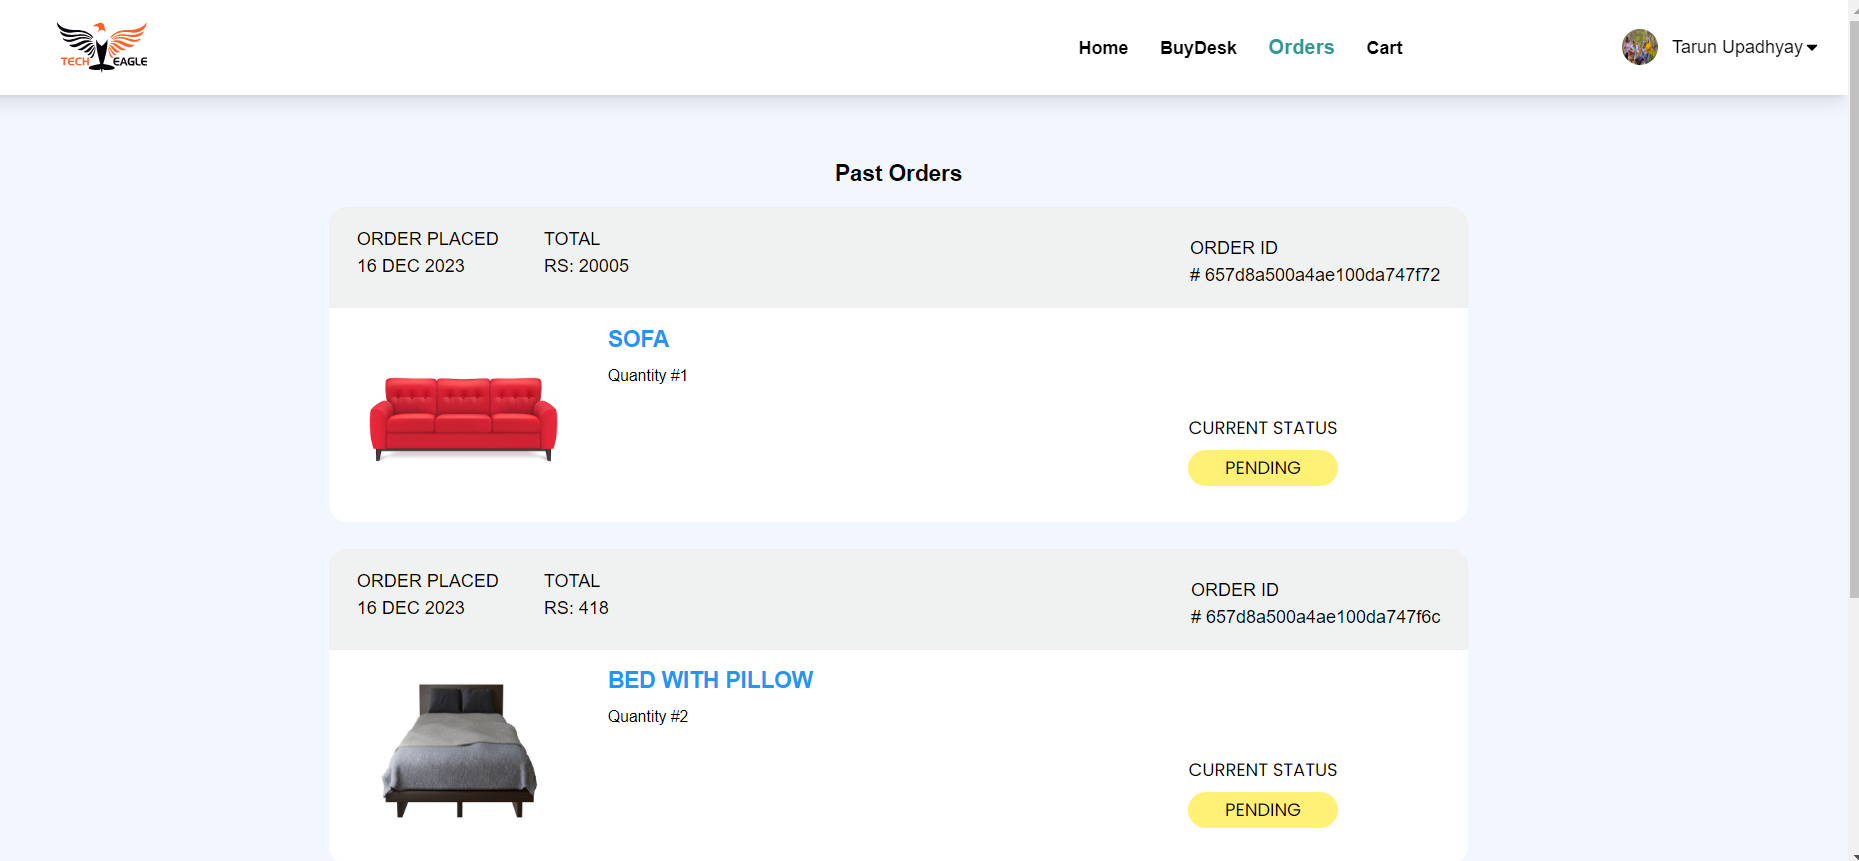 TECH EAGLE
Home BuyDesk Orders Cart
Tarun Upadhyay
Past Orders
ORDER PLACED
16 DEC 2023
TOTAL
RS: 20005
ORDER ID
# 657d8a500a4ae100da747f72
SOFA
Quantity #1
CURRENT STATUS
PENDING
ORDER PLACED
16 DEC 2023
TOTAL
RS: 418
ORDER ID
# 657d8a500a4ae100da747f6c
BED WITH PILLOW
Quantity #2
CURRENT STATUS
PENDING